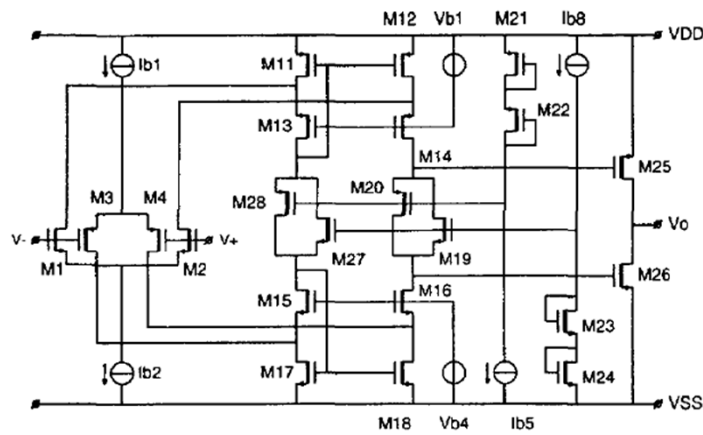 M12 Vb1 M21 Ib8
VDD
M11
Ib1
M22
M13
M14
M25
M3 M4
M28 M20
V- V+ Vo
M1 M2 M27 M19 M26
M15 M16
M23
Ib2 M17 M24
VSS
M18 Vb4 Ib5